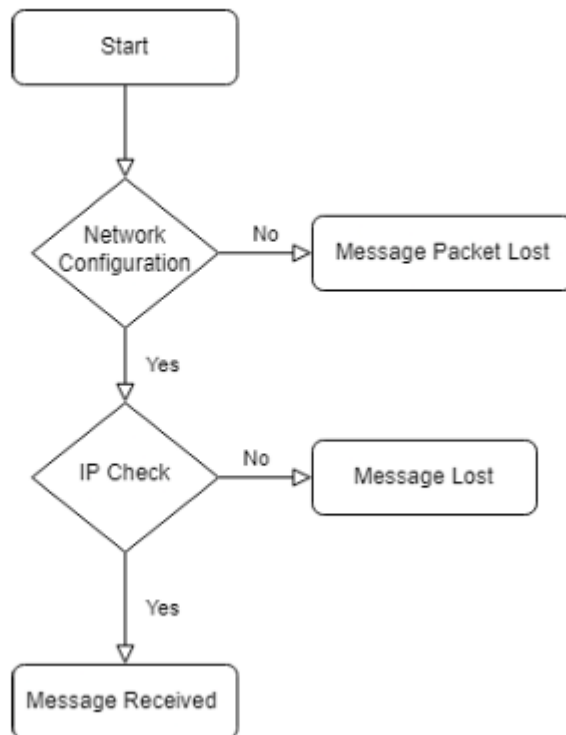 Start
Network
Configuration
No
Message Packet Lost
Yes
IP Check
No
Message Lost
Yes
Message Received